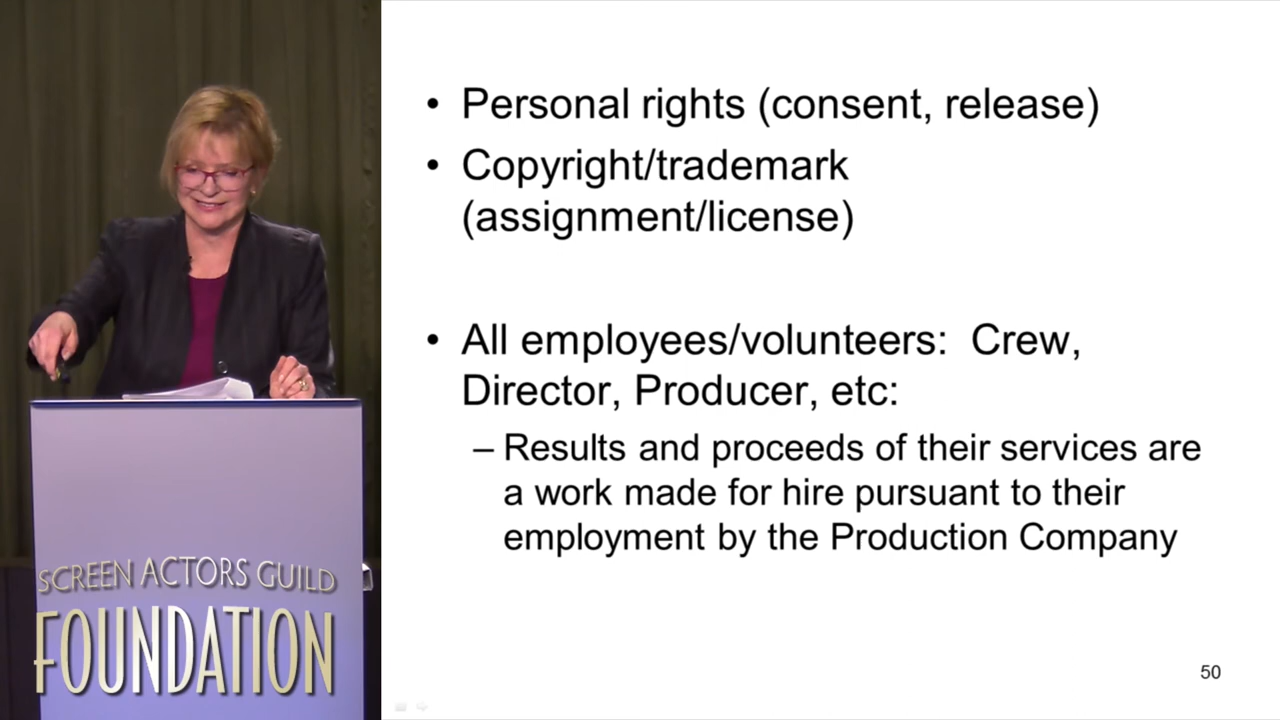 • Personal rights (consent, release)
• Copyright/trademark
(assignment/license)
• All employees/volunteers:  Crew,
Director, Producer, etc:
– Results and proceeds of their services are
a work made for hire pursuant to their
employment by the Production Company
50
SCREEN ACTORS GUILD
FOUNDATION